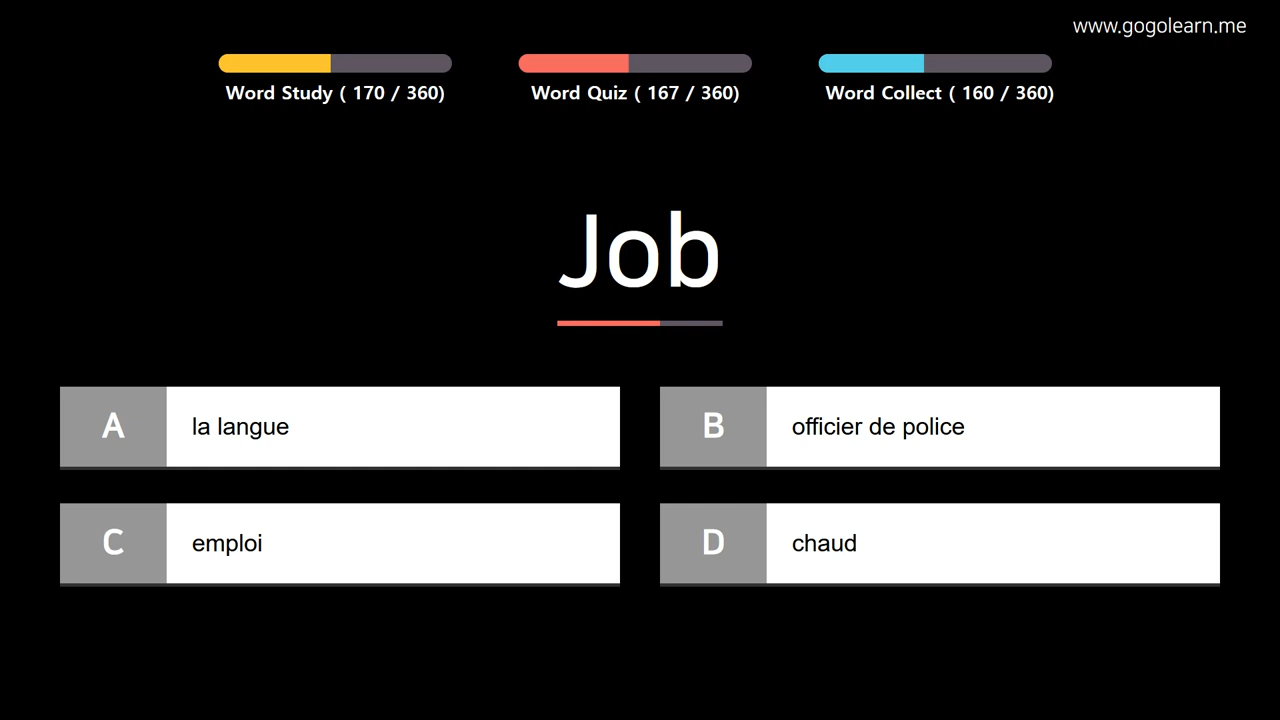 www.gogolearn.me
Word Study ( 170 / 360)
Word Quiz ( 167 / 360)
Word Collect ( 160 / 360)
Job
A
la langue
B
officier de police
C
emploi
D
chaud